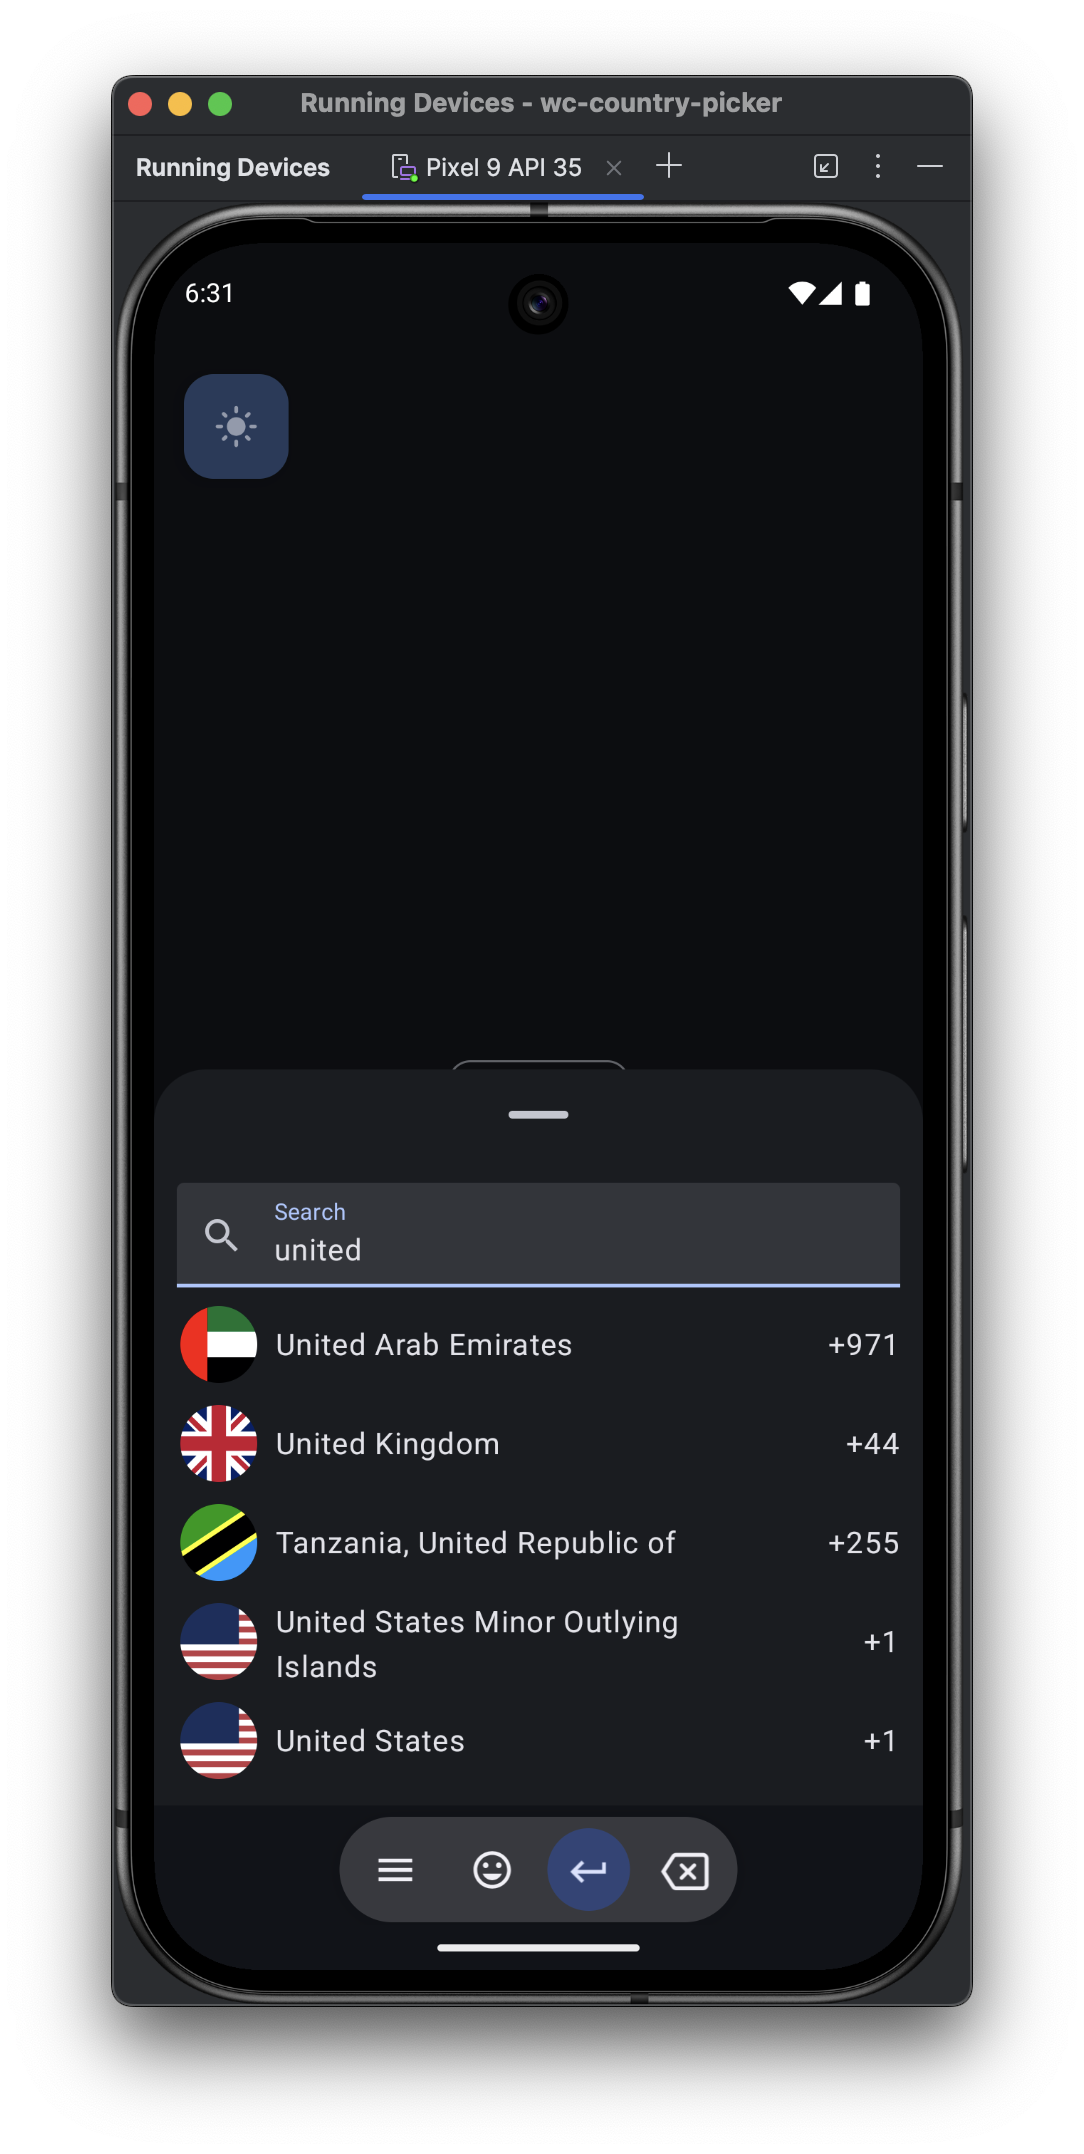 Running Devices - wc-country-picker
Running Devices
Pixel 9 API 35
6:31
Search
united
United Arab Emirates +971
United Kingdom +44
Tanzania, United Republic of +255
United States Minor Outlying
Islands +1
United States +1